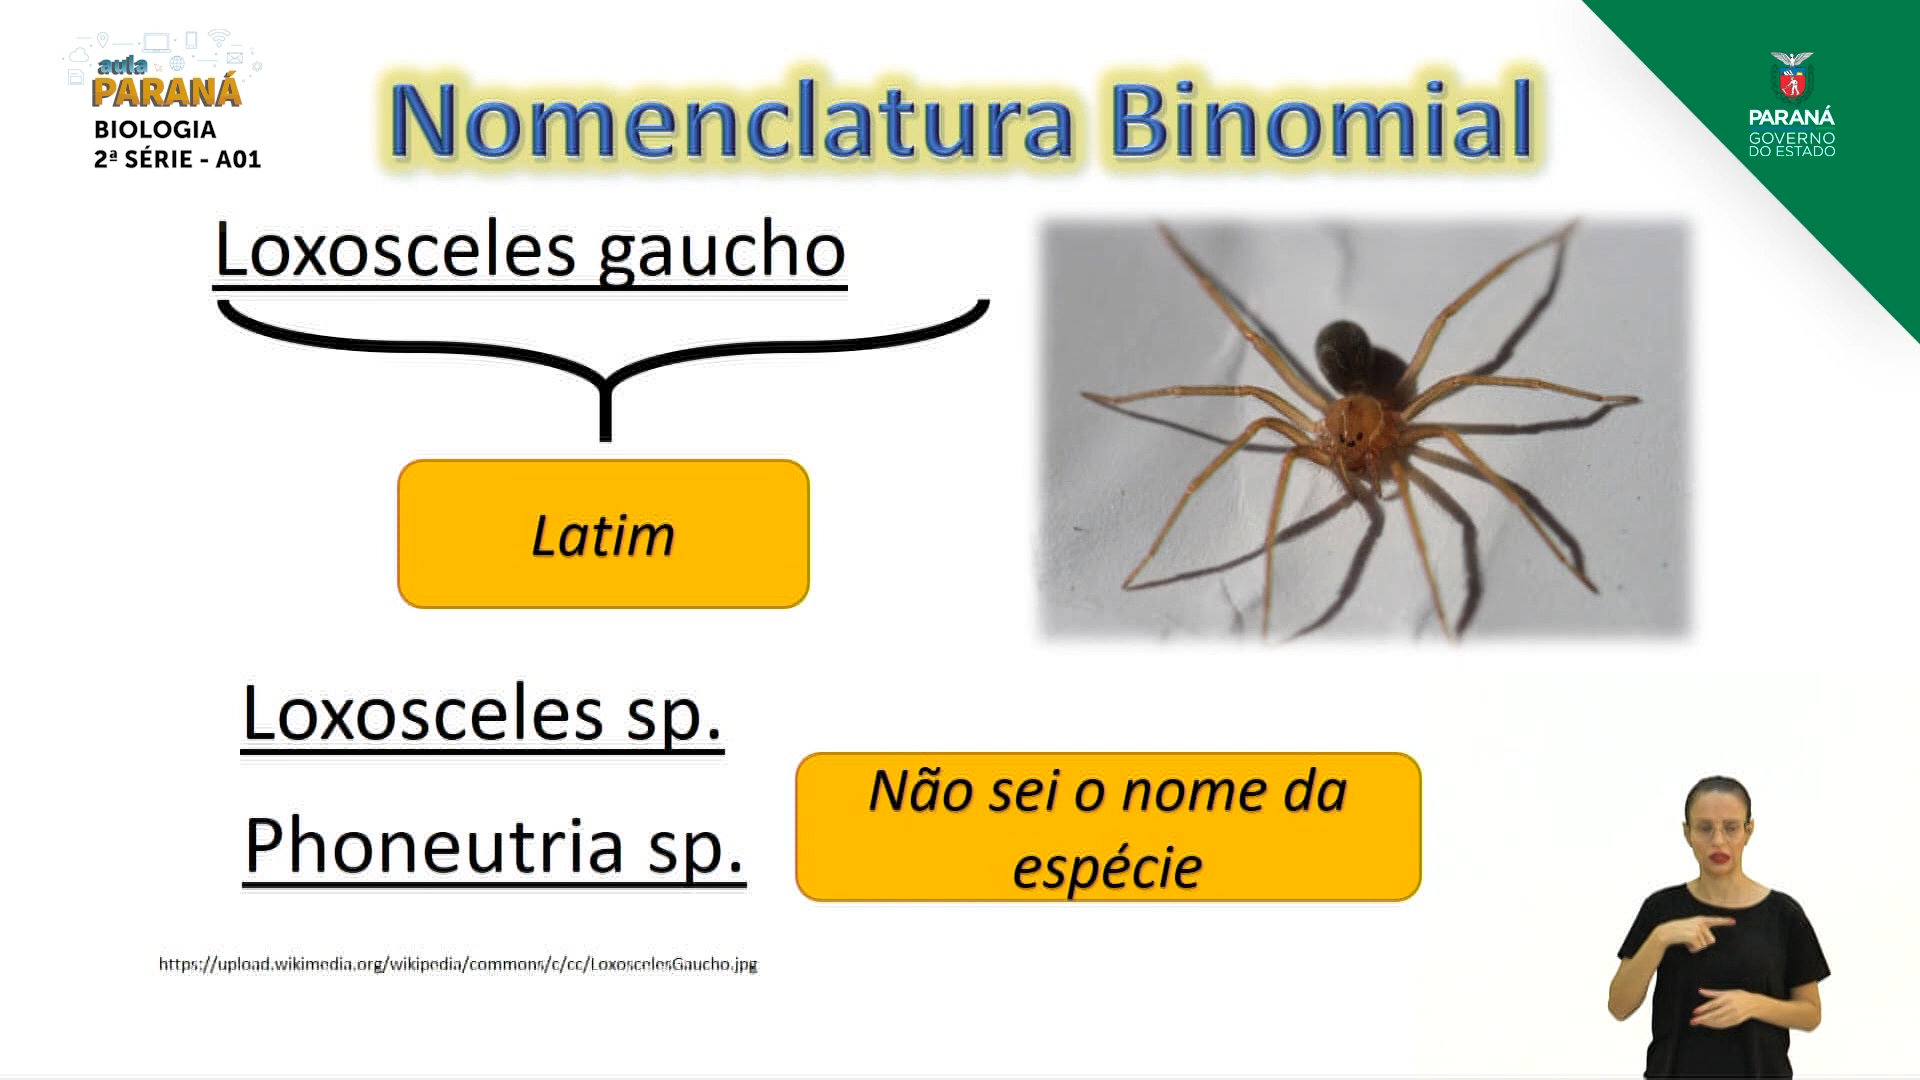 aula
PARANÁ
BIOLOGIA
2ª SÉRIE - A01
Nomenclatura Binomial
PARANÁ
GOVERNO
DO ESTADO
Loxosceles gaucho
Latim
Loxosceles sp.
Phoneutria sp.
Não sei o nome da
espécie
https://upload.wikimedia.org/wikipedia/commons/c/cc/LoxoscelesGaucho.jpg